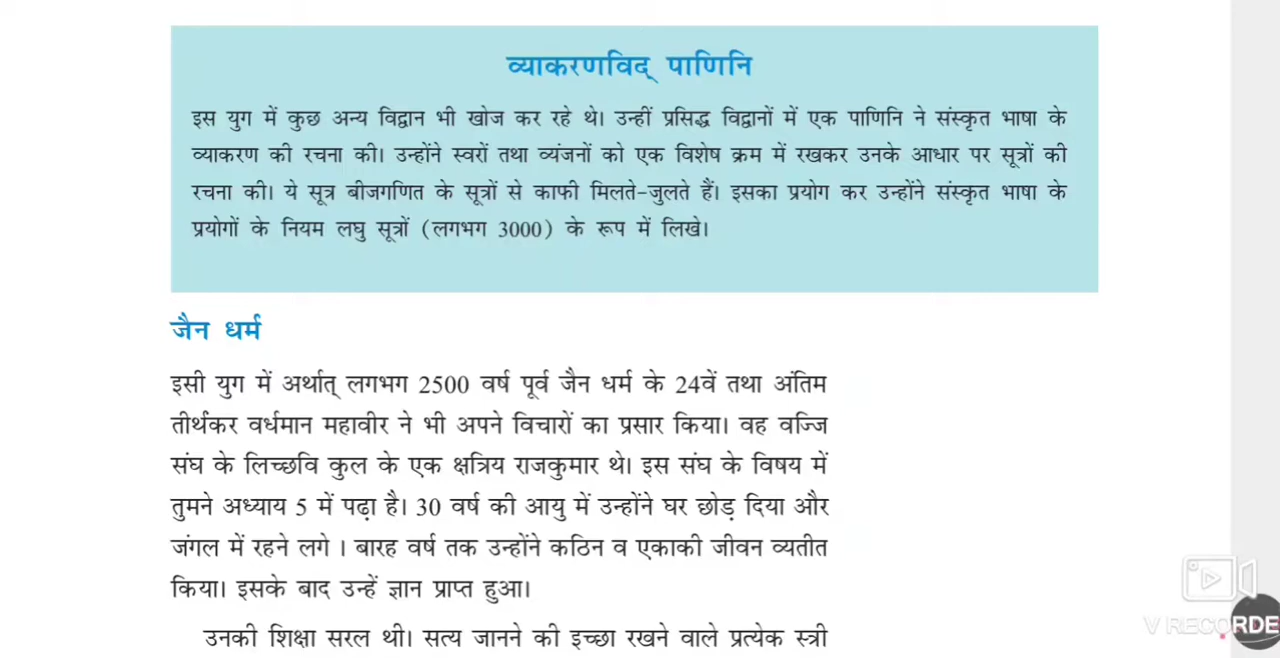 व्याकरणविद् पाणिनि
इस युग में कुछ अन्य विद्वान भी खोज कर रहे थे। उन्हीं प्रसिद्ध विद्वानों में एक पाणिनि ने संस्कृत भाषा के
व्याकरण की रचना की। उन्होंने स्वरों तथा व्यंजनों को एक विशेष क्रम में रखकर उनके आधार पर सूत्रों की
रचना की। ये सूत्र बीजगणित के सूत्रों से काफी मिलते-जुलते हैं। इसका प्रयोग कर उन्होंने संस्कृत भाषा के
प्रयोगों के नियम लघु सूत्रों (लगभग 3000) के रूप में लिखे।
जैन धर्म
इसी युग में अर्थात् लगभग 2500 वर्ष पूर्व जैन धर्म के 24वें तथा अंतिम
तीर्थंकर वर्धमान महावीर ने भी अपने विचारों का प्रसार किया। वह वज्जि
संघ के लिच्छवि कुल के एक क्षत्रिय राजकुमार थे। इस संघ के विषय में
तुमने अध्याय 5 में पढ़ा है। 30 वर्ष की आयु में उन्होंने घर छोड़ दिया और
जंगल में रहने लगे । बारह वर्ष तक उन्होंने कठिन व एकाकी जीवन व्यतीत
किया। इसके बाद उन्हें ज्ञान प्राप्त हुआ।
उनकी शिक्षा सरल थी। सत्य जानने की इच्छा रखने वाले प्रत्येक स्त्री
V RECORDE